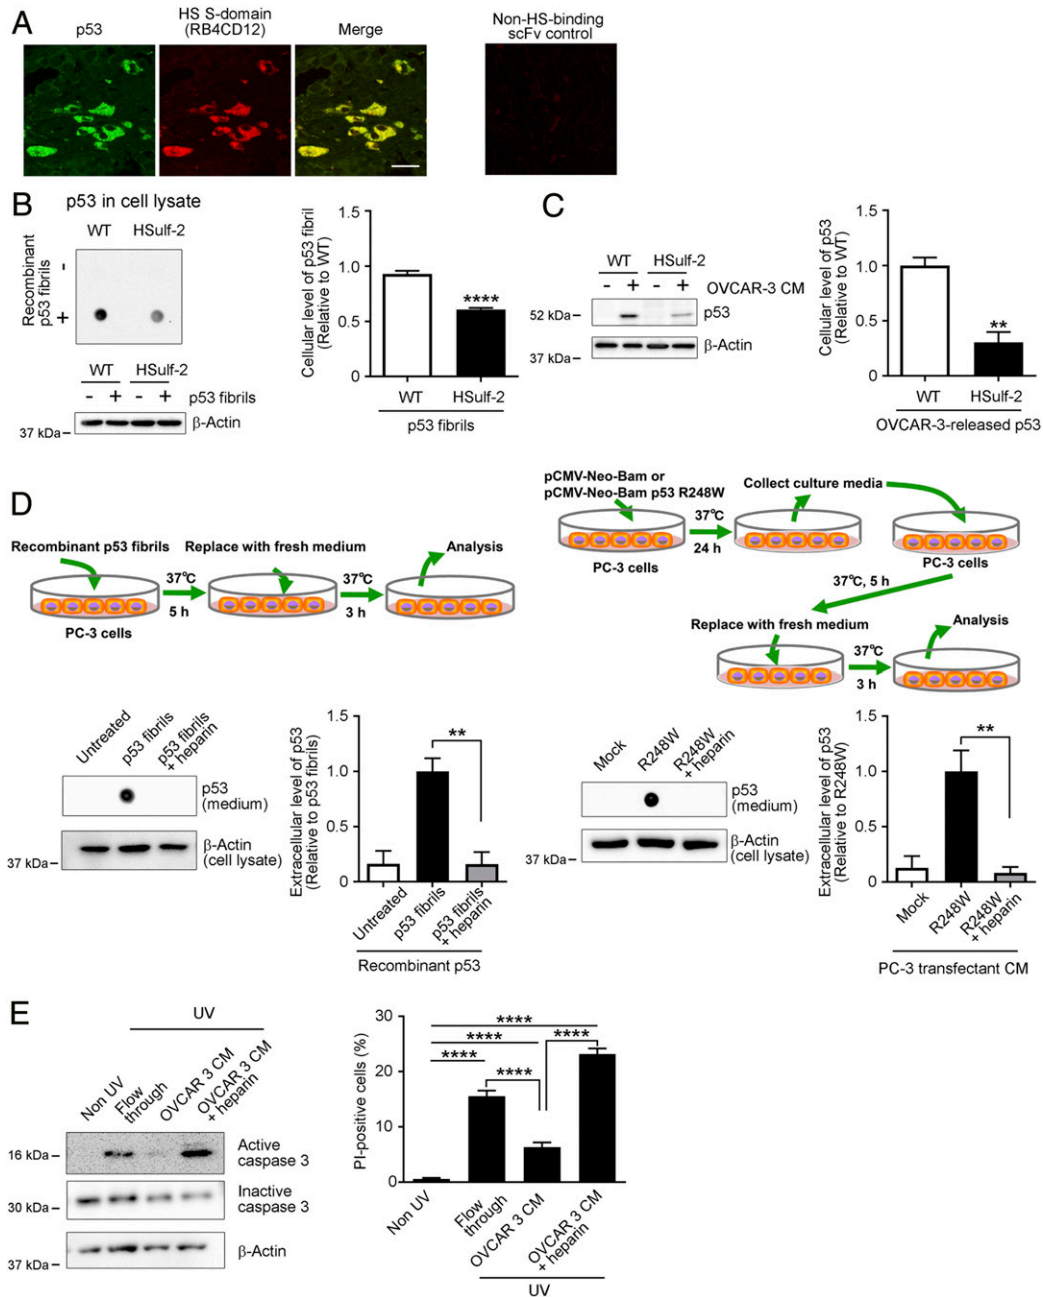 A
p53
HS S-domain
(RB4CD12)
Merge
Non-HS-binding
scFv control
B
p53 in cell lysate
WT HSulf-2
Recombinant
p53 fibrils
-
+
WT HSulf-2
- + - + p53 fibrils
β-Actin
37 kDa
Cellular level of p53 fibril
(Relative to WT)
1.5
1.0
0.5
0
****
WT HSulf-2
p53 fibrils
C
WT HSulf-2
- + - + OVCAR-3 CM
52 kDa
p53
β-Actin
37 kDa
Cellular level of p53
(Relative to WT)
1.5
1.0
0.5
0
**
WT HSulf-2
OVCAR-3-released p53
D
Recombinant p53 fibrils
Replace with fresh medium
Analysis
37°C
5 h
37°C
3 h
PC-3 cells
pCMV-Neo-Bam or
pCMV-Neo-Bam p53 R248W
Collect culture media
37°C
24 h
PC-3 cells
PC-3 cells
37°C, 5 h
Replace with fresh medium
Analysis
37°C
3 h
Untreated
p53 fibrils
p53 fibrils
+ heparin
p53
(medium)
β-Actin
(cell lysate)
37 kDa
Extracellular level of p53
(Relative to p53 fibrils)
1.5
1.0
0.5
0
**
Untreated
p53 fibrils
p53 fibrils
+ heparin
Recombinant p53
Mock
R248W
R248W
+ heparin
p53
(medium)
β-Actin
(cell lysate)
37 kDa
Extracellular level of p53
(Relative to R248W)
1.5
1.0
0.5
0
**
Mock
R248W
R248W
+ heparin
PC-3 transfectant CM
E
UV
Non UV
Flow
through
OVCAR 3 CM
OVCAR 3 CM
+ heparin
16 kDa
Active
caspase 3
30 kDa
Inactive
caspase 3
β-Actin
37 kDa
PI-positive cells (%)
30
20
10
0
****
****
****
****
****
Non UV
Flow
through
OVCAR 3 CM
OVCAR 3 CM
+ heparin
UV